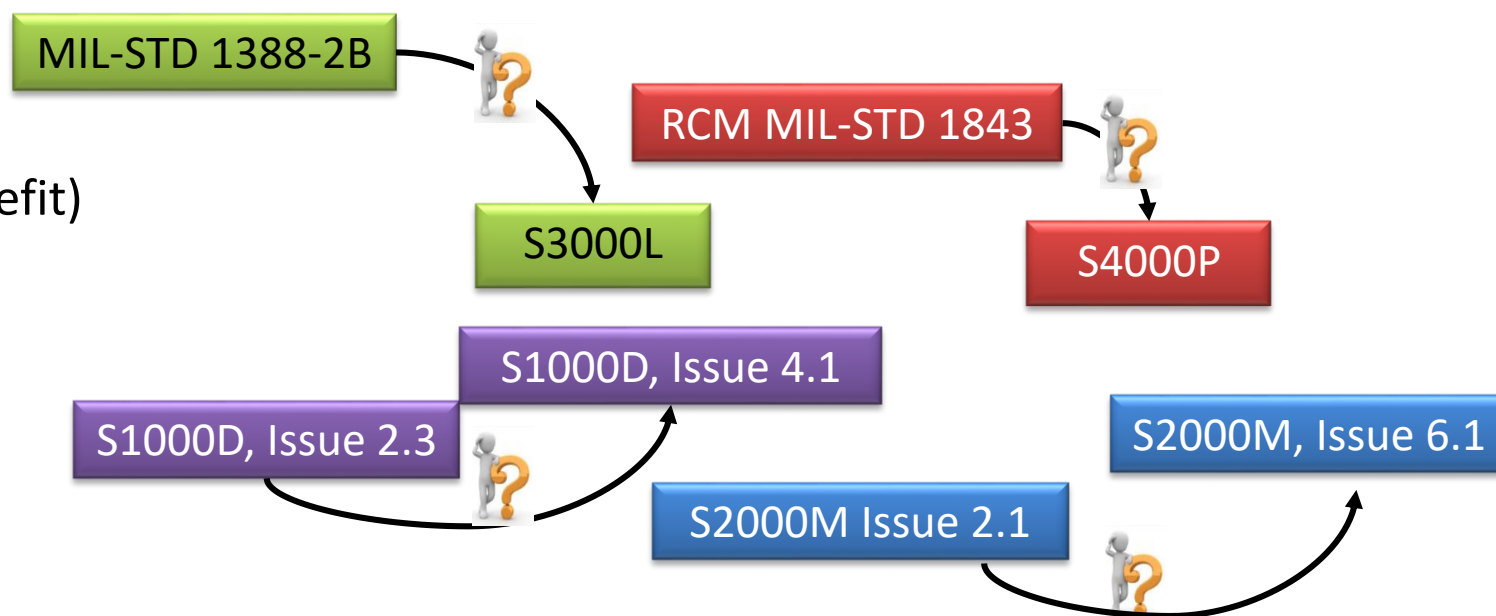 MIL-STD 1388-2B
RCM MIL-STD 1843
efit)
S3000L
S4000P
S1000D, Issue 4.1
S1000D, Issue 2.3
S2000M, Issue 6.1
S2000M Issue 2.1